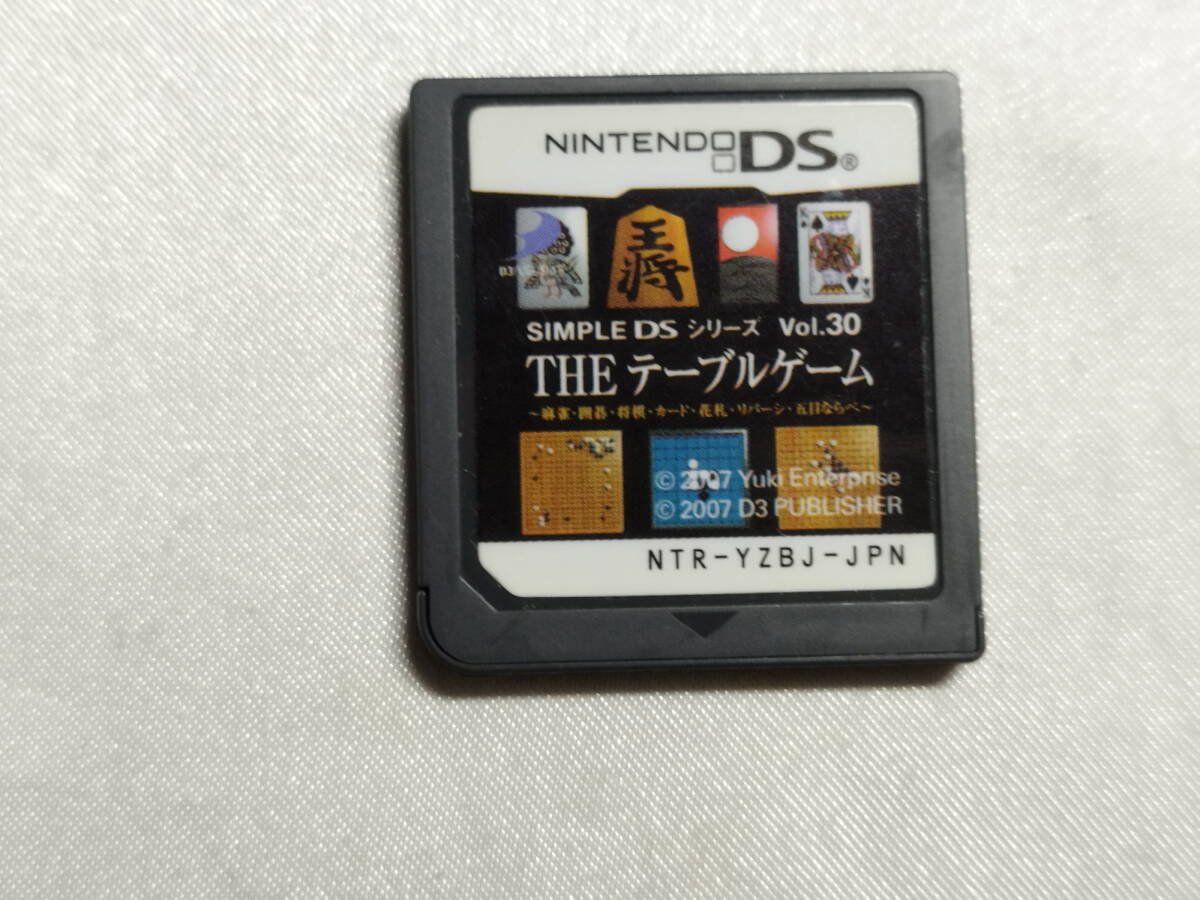 NINTENDO DS®
王将
K
SIMPLE DS シリーズ Vol.30
THE テーブルゲーム
～麻雀・囲碁・将棋・カード・花札・リバーシ・五目ならべ～
© 2007 Yuki Enterprise
© 2007 D3 PUBLISHER
NTR-YZBJ-JPN